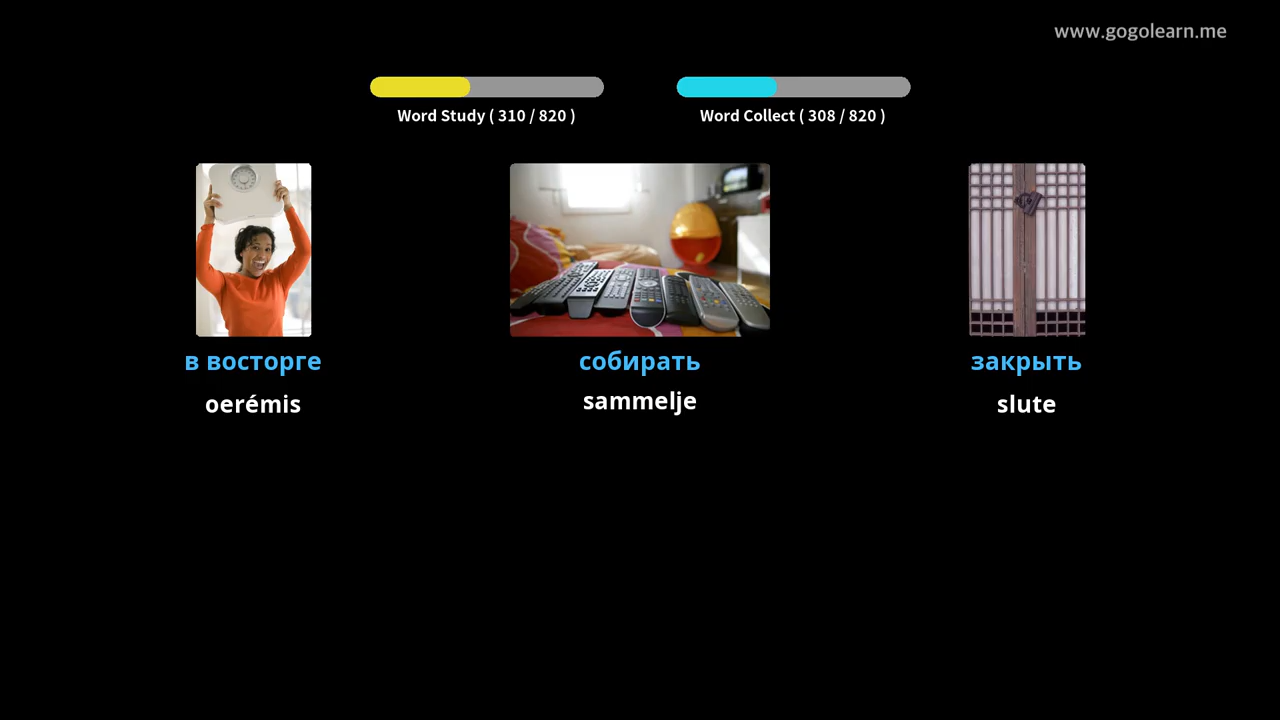 www.gogolearn.me
Word Study ( 310 / 820 )
Word Collect ( 308 / 820 )
в восторге
собирать
закрыть
oerémis
sammelje
slute